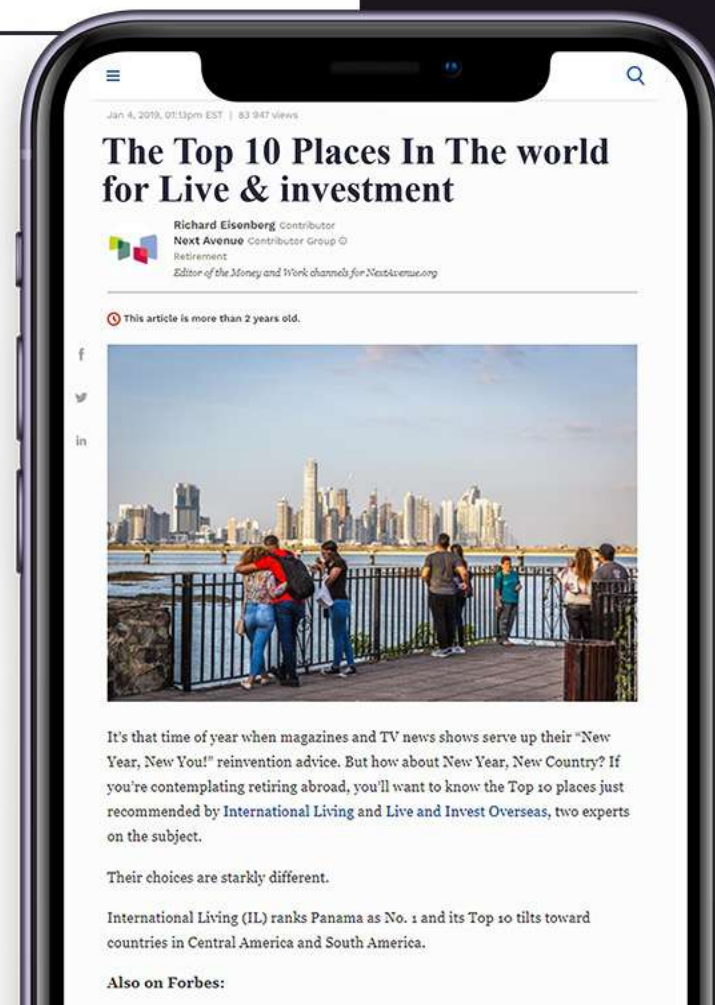 Jan 4, 2019, 01:13pm EST | 83 947 views
The Top 10 Places In The world
for Live & investment
Richard Eisenberg Contributor
Next Avenue Contributor Group
Retirement
Editor of the Money and Work channels for NextAvenue.org
This article is more than 2 years old.
f
in
It's that time of year when magazines and TV news shows serve up their “New
Year, New You!” reinvention advice. But how about New Year, New Country? If
you're contemplating retiring abroad, you'll want to know the Top 10 places just
recommended by International Living and Live and Invest Overseas, two experts
on the subject.
Their choices are starkly different.
International Living (IL) ranks Panama as No. 1 and its Top 10 tilts toward
countries in Central America and South America.
Also on Forbes: